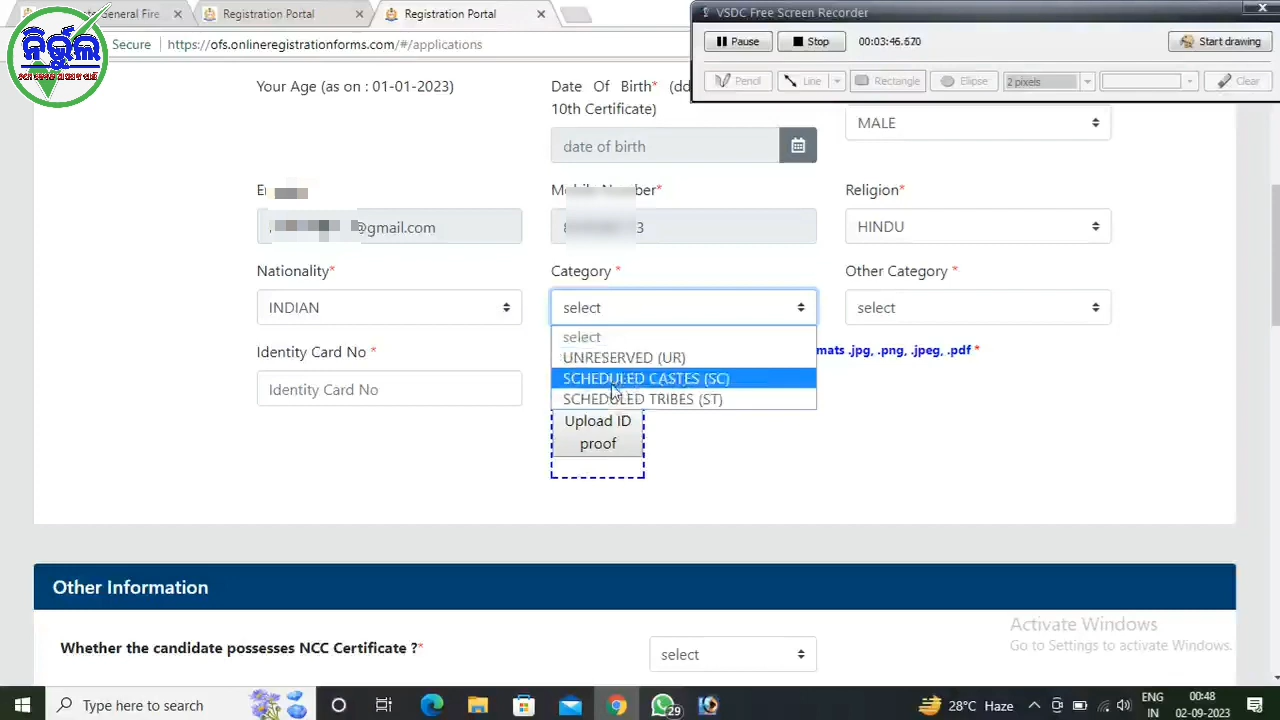 ନିର୍ଭୁଲ
tas General Fire
Registration Portal
Registration Portal
VSDC Free Screen Recorder
Pause
Stop
00:03:46.670
Start drawing
Pencil
Line
Rectangle
Ellipse
2 pixels
Clear
Secure
https://ofs.onlineregistrationforms.com/#/applications
Your Age (as on : 01-01-2023)
Date Of Birth* (dd
10th Certificate)
date of birth
MALE
Number*
Religion*
@gmail.com
HINDU
Nationality*
Category *
Other Category *
INDIAN
select
select
select
UNRESERVED (UR)
SCHEDULED CASTES (SC)
SCHEDULED TRIBES (ST)
Identity Card No *
mats .jpg, .png, .jpeg, .pdf *
Identity Card No
Upload ID
proof
Other Information
Whether the candidate possesses NCC Certificate ?*
select
Activate Windows
Go to Settings to activate Windows.
Type here to search
29
28°C Haze
ENG
IN
00:48
02-09-2023